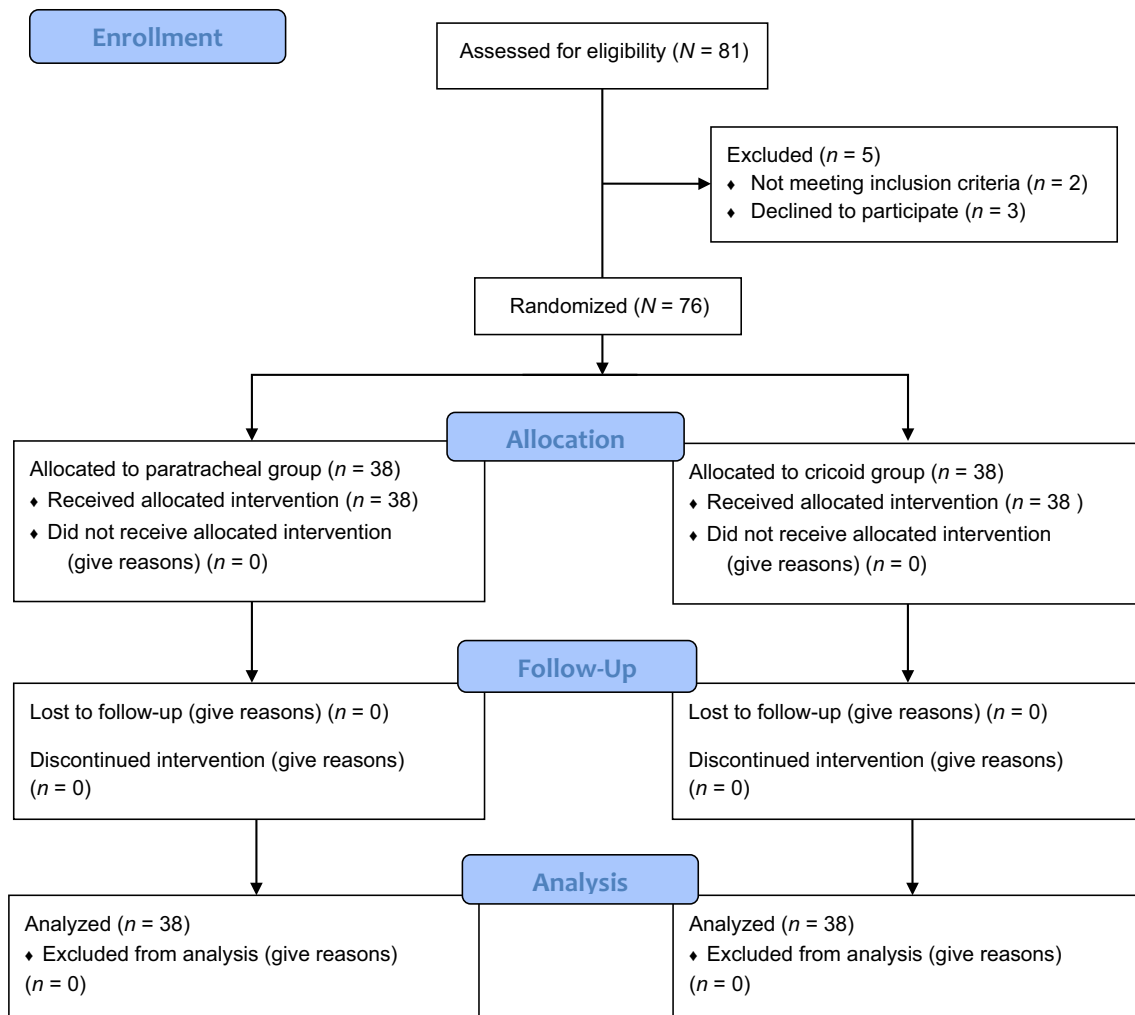 Enrollment
Assessed for eligibility (N = 81)
Excluded (n = 5)
♦ Not meeting inclusion criteria (n = 2)
♦ Declined to participate (n = 3)
Randomized (N = 76)
Allocation
Allocated to paratracheal group (n = 38)
♦ Received allocated intervention (n = 38)
♦ Did not receive allocated intervention
(give reasons) (n = 0)
Allocated to cricoid group (n = 38)
♦ Received allocated intervention (n = 38 )
♦ Did not receive allocated intervention
(give reasons) (n = 0)
Follow-Up
Lost to follow-up (give reasons) (n = 0)
Discontinued intervention (give reasons)
(n = 0)
Lost to follow-up (give reasons) (n = 0)
Discontinued intervention (give reasons)
(n = 0)
Analysis
Analyzed (n = 38)
♦ Excluded from analysis (give reasons)
(n = 0)
Analyzed (n = 38)
♦ Excluded from analysis (give reasons)
(n = 0)